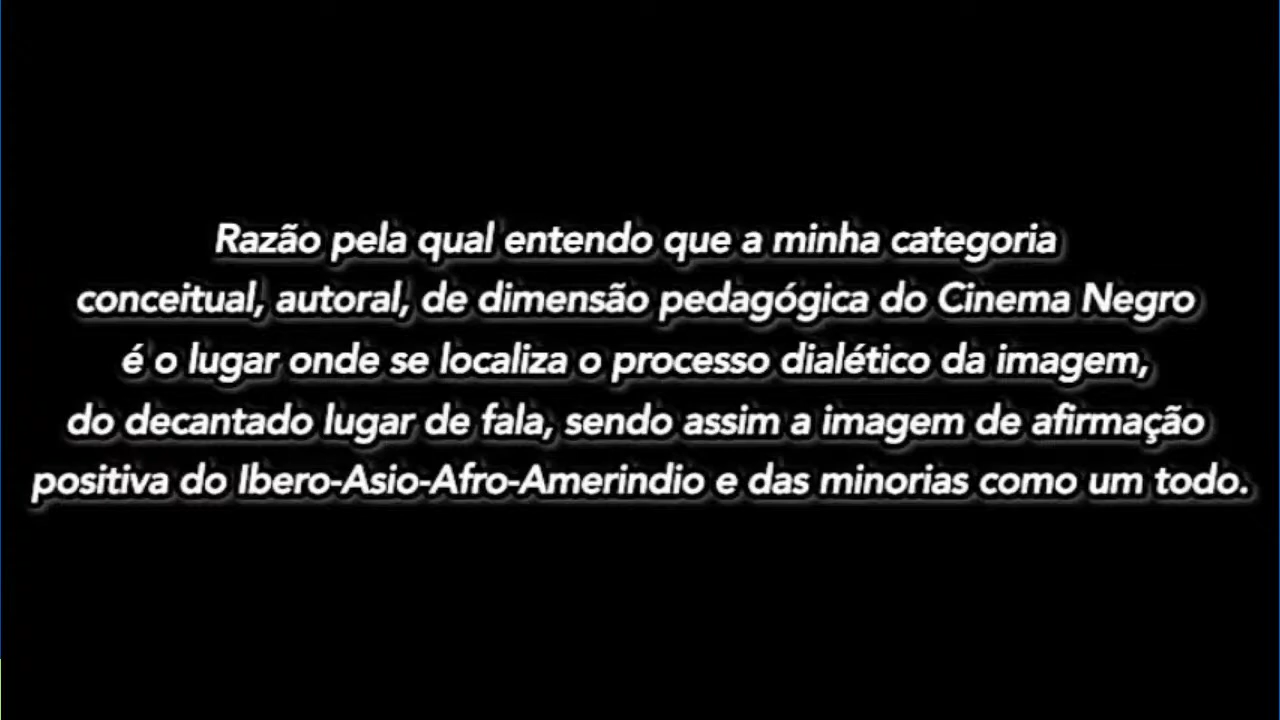 Razão pela qual entendo que a minha categoria
conceitual, autoral, de dimensão pedagógica do Cinema Negro
é o lugar onde se localiza o processo dialético da imagem,
do decantado lugar de fala, sendo assim a imagem de afirmação
positiva do Ibero-Asio-Afro-Amerindio e das minorias como um todo.